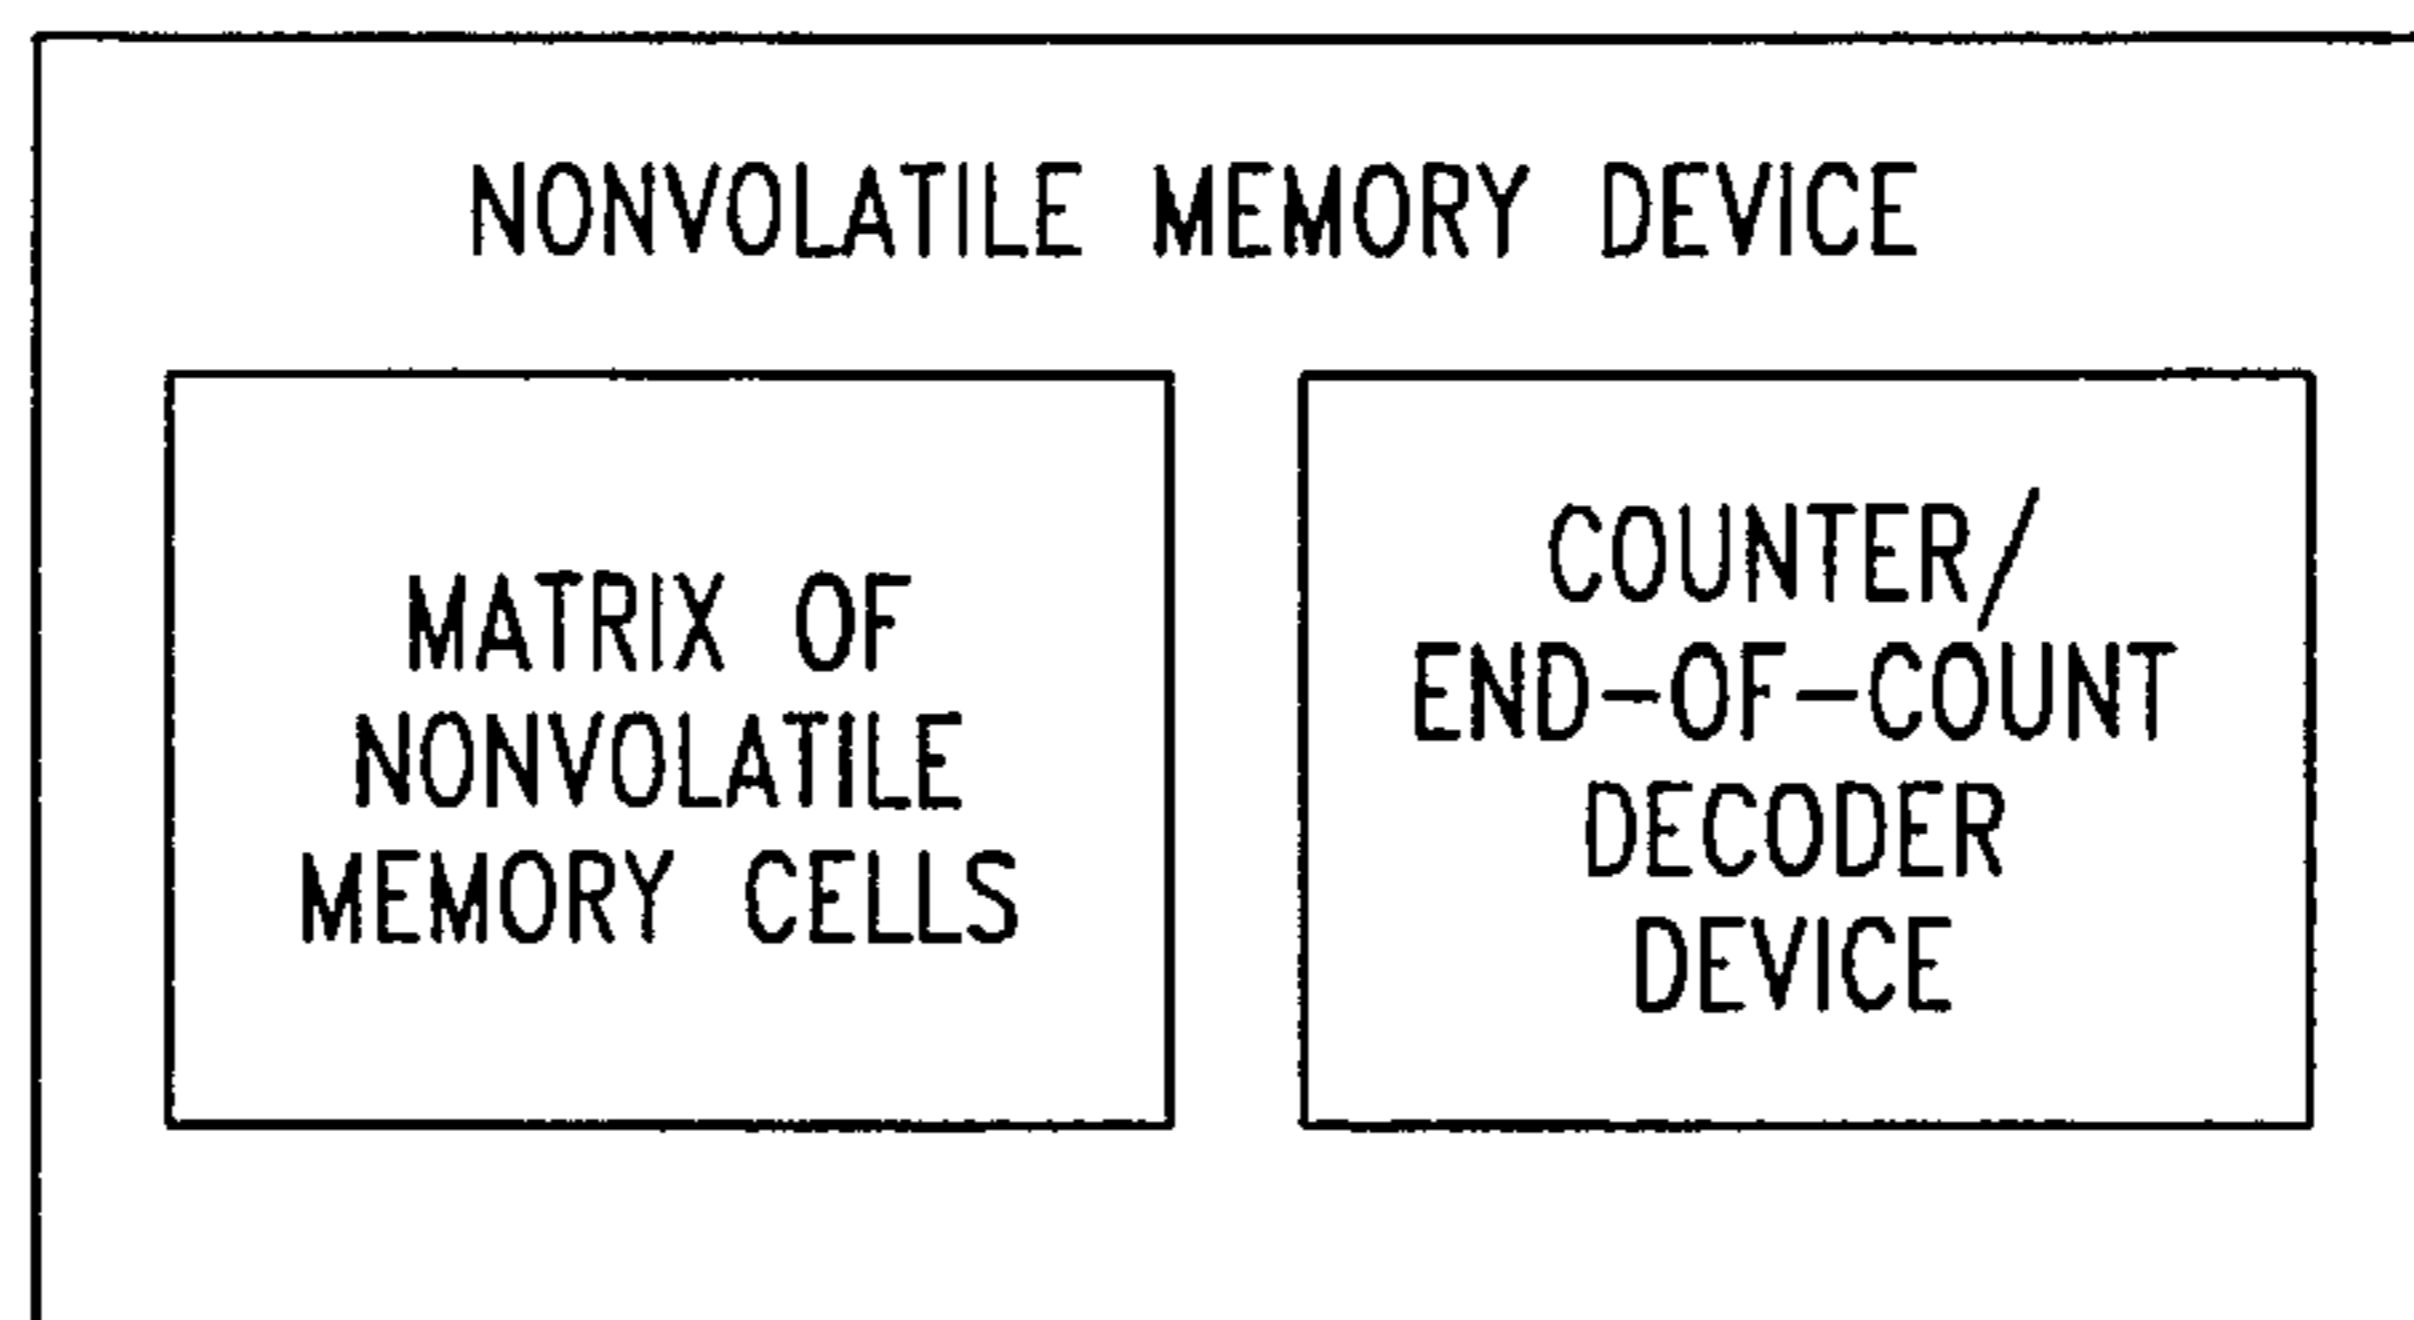 NONVOLATILE MEMORY DEVICE
MATRIX OF
NONVOLATILE
MEMORY CELLS
COUNTER/
END-OF-COUNT
DECODER
DEVICE